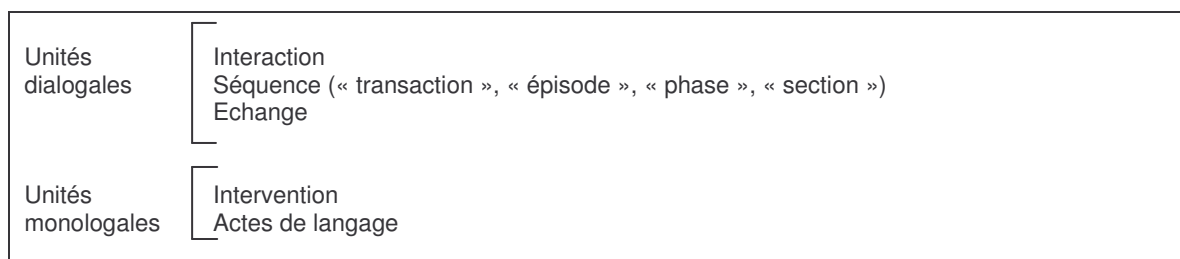 Unités
dialogales
Interaction
Séquence (« transaction », « épisode », « phase », « section »)
Echange
Unités
monologales
Intervention
Actes de langage